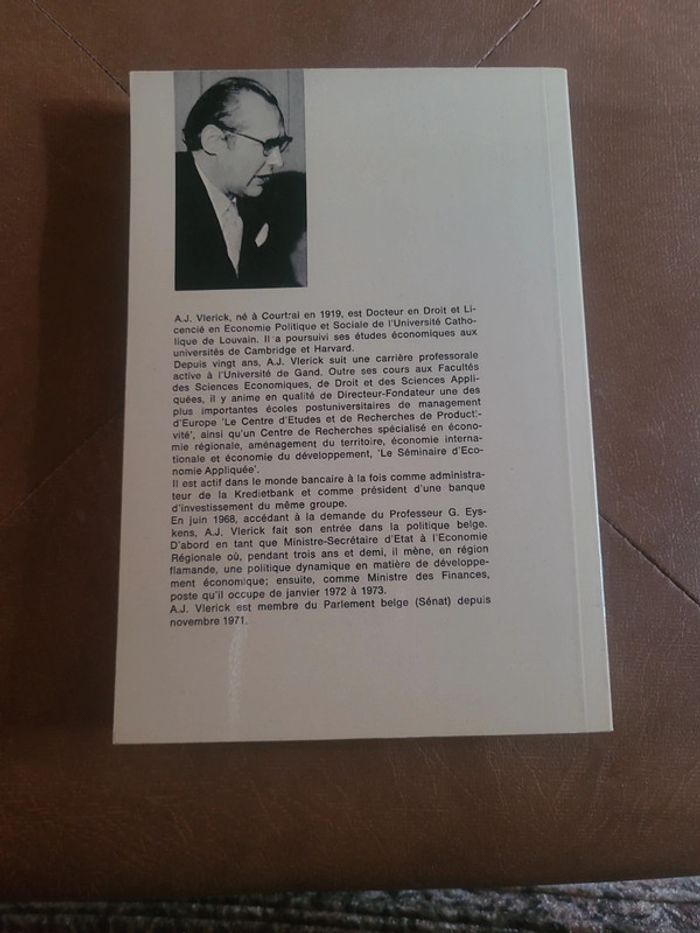 A.J. Vlerick, né à Courtrai en 1919, est Docteur en Droit et Li-
cencié en Economie Politique et Sociale de l'Université Catho-
lique de Louvain. Il a poursuivi ses études économiques aux
universités de Cambridge et Harvard.
Depuis vingt ans, A.J. Vlerick suit une carrière professorale
active à l'Université de Gand. Outre ses cours aux Facultés
des Sciences Economiques, de Droit et des Sciences Appli-
quées, il y anime en qualité de Directeur-Fondateur une des
plus importantes écoles postuniversitaires de management
d'Europe 'Le Centre d'Etudes et de Recherches de Producti-
vité', ainsi qu'un Centre de Recherches spécialisé en écono-
mie régionale, aménagement du territoire, économie interna-
tionale et économie du développement, 'Le Séminaire d'Eco-
nomie Appliquée'.
Il est actif dans le monde bancaire à la fois comme administra-
teur de la Kredietbank et comme président d'une banque
d'investissement du même groupe.
En juin 1968, accédant à la demande du Professeur G. Eys-
kens, A.J. Vlerick fait son entrée dans la politique belge.
D'abord en tant que Ministre-Secrétaire d'Etat à l'Economie
Régionale où, pendant trois ans et demi, il mène, en région
flamande, une politique dynamique en matière de développe-
ment économique; ensuite, comme Ministre des Finances,
poste qu'il occupe de janvier 1972 à 1973.
A.J. Vlerick est membre du Parlement belge (Sénat) depuis
novembre 1971.